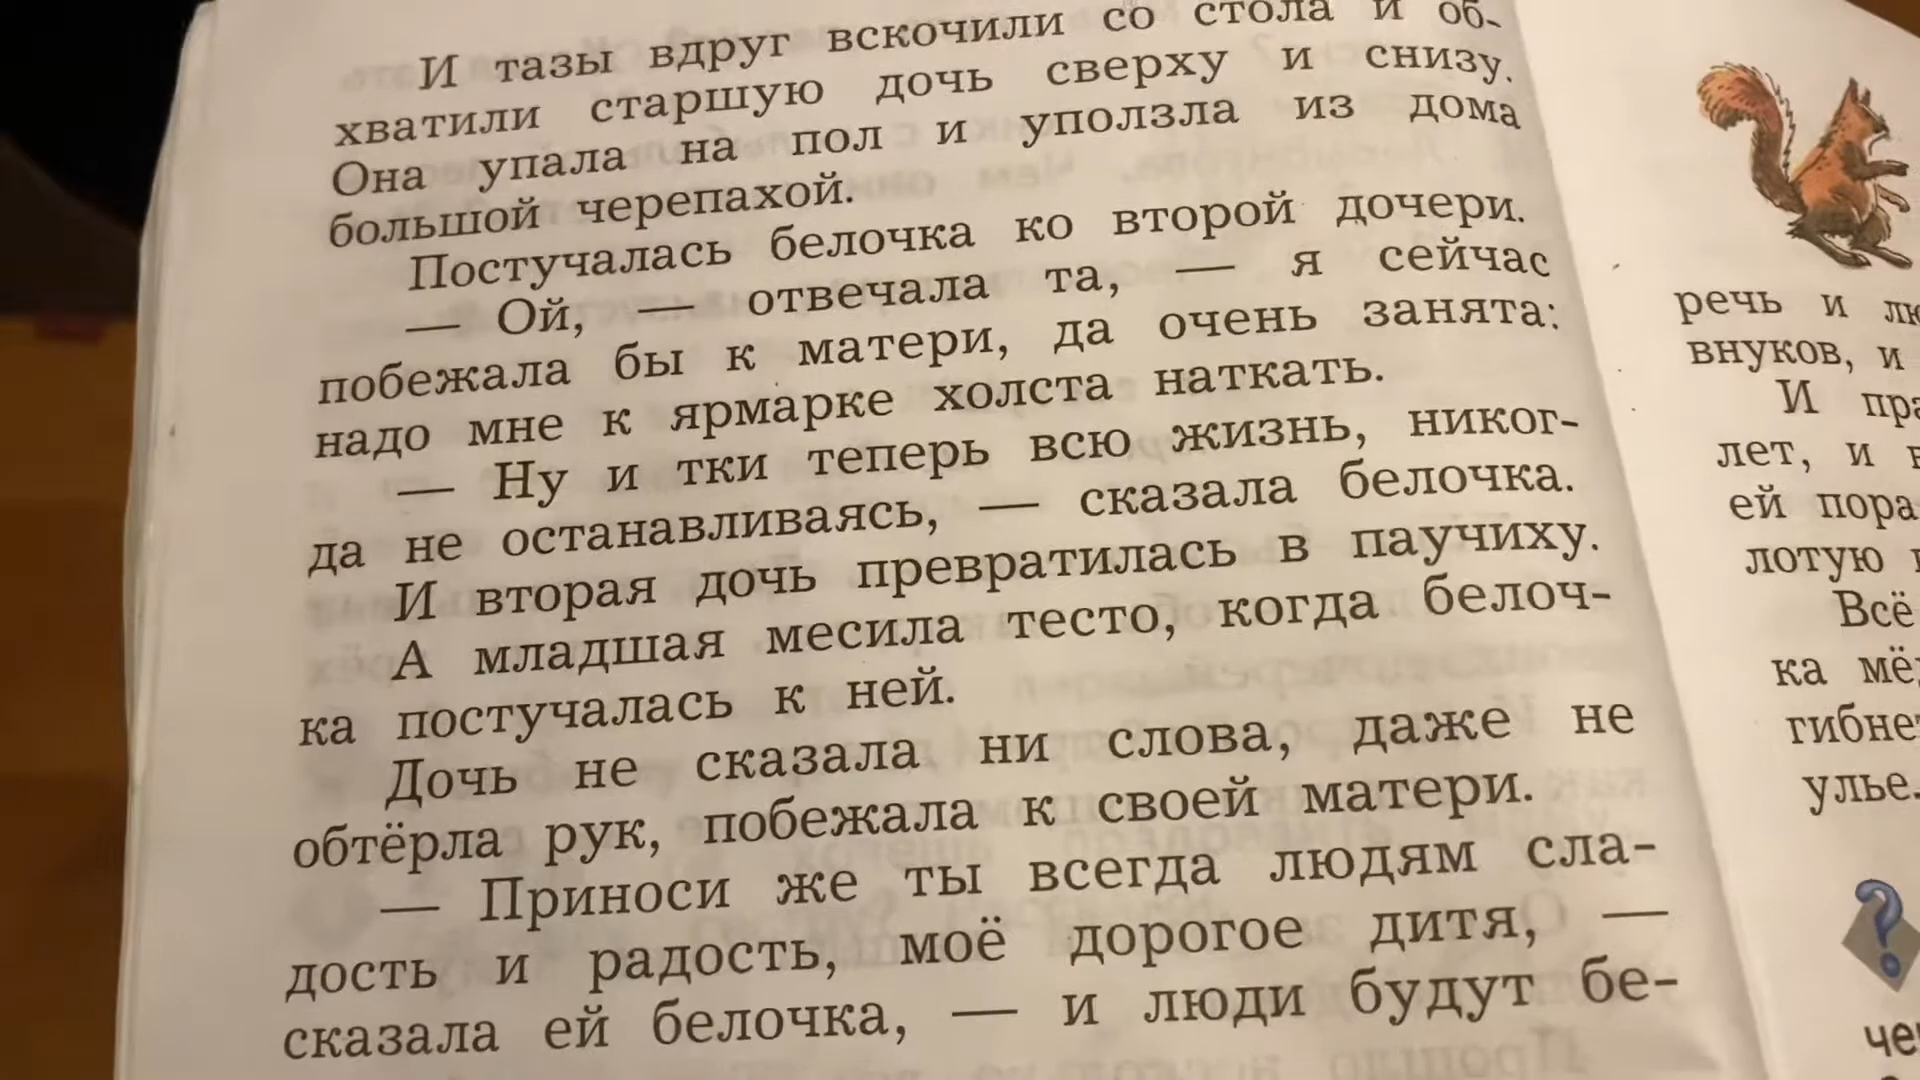 И тазы вдруг вскочили со стола и об-
хватили старшую дочь сверху и снизу.
Она упала на пол и уползла из дома
большой черепахой.
Постучалась белочка ко второй дочери.
— Ой, — отвечала та, — я сейчас
побежала бы к матери, да очень занята:
надо мне к ярмарке холста наткать.
— Ну и тки теперь всю жизнь, никог-
да не останавливаясь, — сказала белочка.
И вторая дочь превратилась в паучиху.
А младшая месила тесто, когда белоч-
ка постучалась к ней.
Дочь не сказала ни слова, даже не
обтёрла рук, побежала к своей матери.
— Приноси же ты всегда людям сла-
дость и радость, моё дорогое дитя, —
сказала ей белочка, — и люди будут бе-
речь и
внуков, и
И
лет, и
ей пора
лотую
Всё
ка
улье.